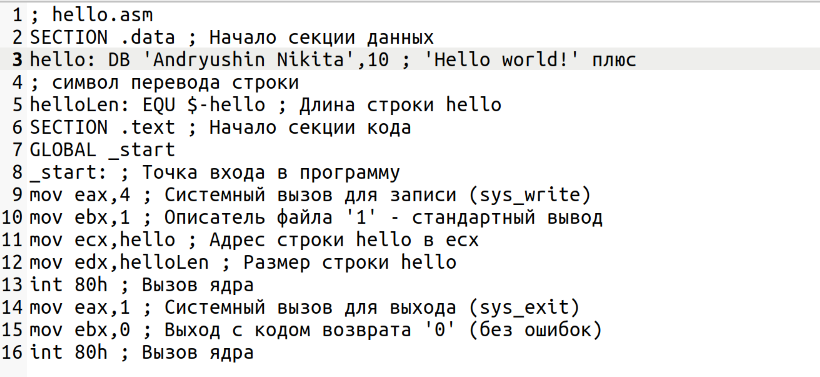 1 ; hello.asm
2 SECTION .data ; Начало секции данных
3 hello: DB 'Andryushin Nikita',10 ; 'Hello world!' плюс
4 ; символ перевода строки
5 helloLen: EQU $-hello ; Длина строки hello
6 SECTION .text ; Начало секции кода
7 GLOBAL _start
8 _start: ; Точка входа в программу
9 mov eax,4 ; Системный вызов для записи (sys_write)
10 mov ebx,1 ; Описатель файла '1' - стандартный вывод
11 mov ecx,hello ; Адрес строки hello в ecx
12 mov edx,helloLen ; Размер строки hello
13 int 80h ; Вызов ядра
14 mov eax,1 ; Системный вызов для выхода (sys_exit)
15 mov ebx,0 ; Выход с кодом возврата '0' (без ошибок)
16 int 80h ; Вызов ядра